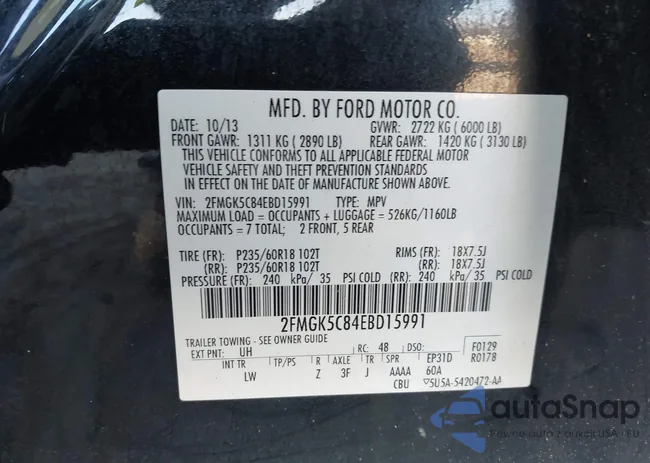 MFD. BY FORD MOTOR CO.
DATE: 10/13 GVWR: 2722 KG ( 6000 LB)
FRONT GAWR: 1311 KG ( 2890 LB) REAR GAWR: 1420 KG ( 3130 LB)
THIS VEHICLE CONFORMS TO ALL APPLICABLE FEDERAL MOTOR
VEHICLE SAFETY AND THEFT PREVENTION STANDARDS
IN EFFECT ON THE DATE OF MANUFACTURE SHOWN ABOVE.
VIN: 2FMGK5C84EBD15991 TYPE: MPV
MAXIMUM LOAD = OCCUPANTS + LUGGAGE = 526KG/1160LB
OCCUPANTS = 7 TOTAL; 2 FRONT, 5 REAR
TIRE (FR): P235/60R18 102T RIMS (FR): 18X7.5J
(RR): P235/60R18 102T (RR): 18X7.5J
PRESSURE (FR): 240 kPa/ 35 PSI COLD (RR): 240 kPa/ 35 PSI COLD
2FMGK5C84EBD15991
TRAILER TOWING - SEE OWNER GUIDE
EXT PNT: UH RC: 48 DSO: F0129
R0178
INT TR TP/PS R AXLE TR SPR EP31D
LW Z 3F J AAAA 60A
CBU 5U5A-5420472-AA
autoSnap
Pewne auto z aukcji USA i EU